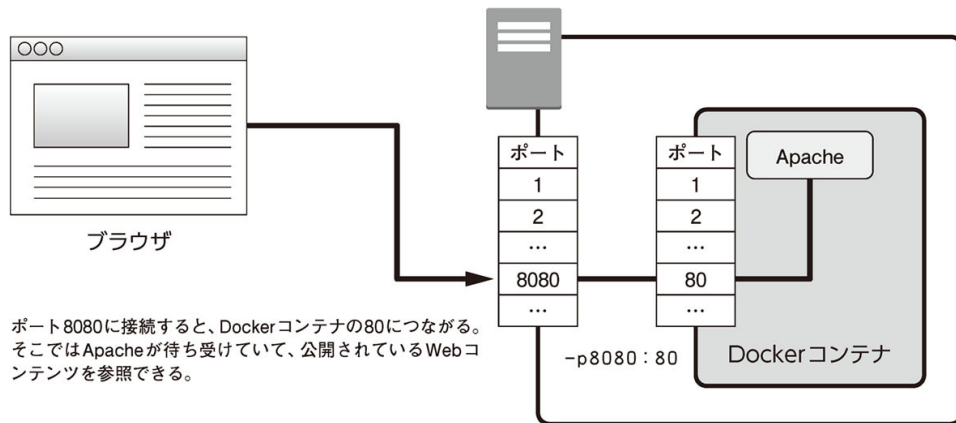 ブラウザ
ポート8080に接続すると、Dockerコンテナの80につながる。
そこではApacheが待ち受けていて、公開されているWebコ
ンテンツを参照できる。
ポート
1
2
…
8080
…
ポート
1
2
…
80
…
-p8080：80
Apache
Dockerコンテナ